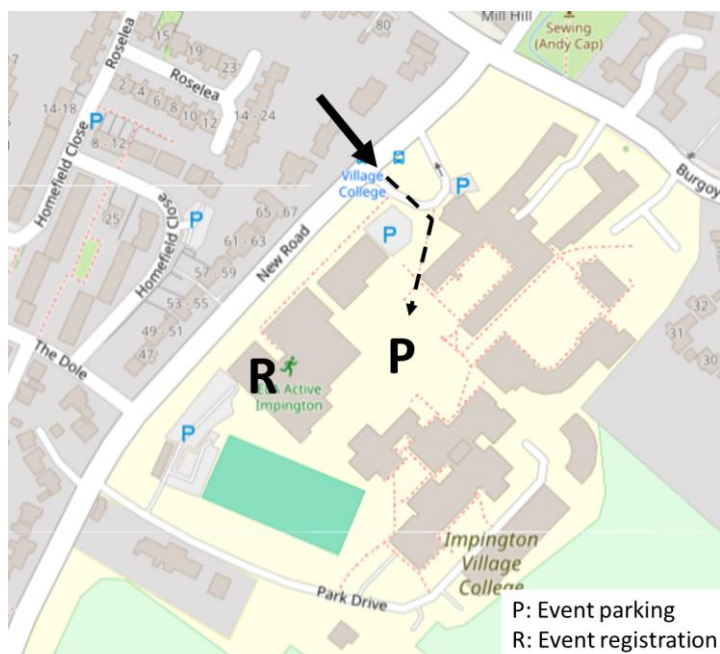 Mill Hill
Sewing
(Andy Cap)
80
15
19
23
Roselea
Roselea
2
4
6
8
10
12
14 - 24
14-18
P
8 - 12
Homefield Close
Village
College
P
Burgoy
25
P
65 - 67
61 - 63
57 - 59
53 - 55
49 - 51
47
Homefield Close
New Road
P
The Dole
P
R
Active
Impington
32
31
30
P
Impington
Village
College
Park Drive
P: Event parking
R: Event registration